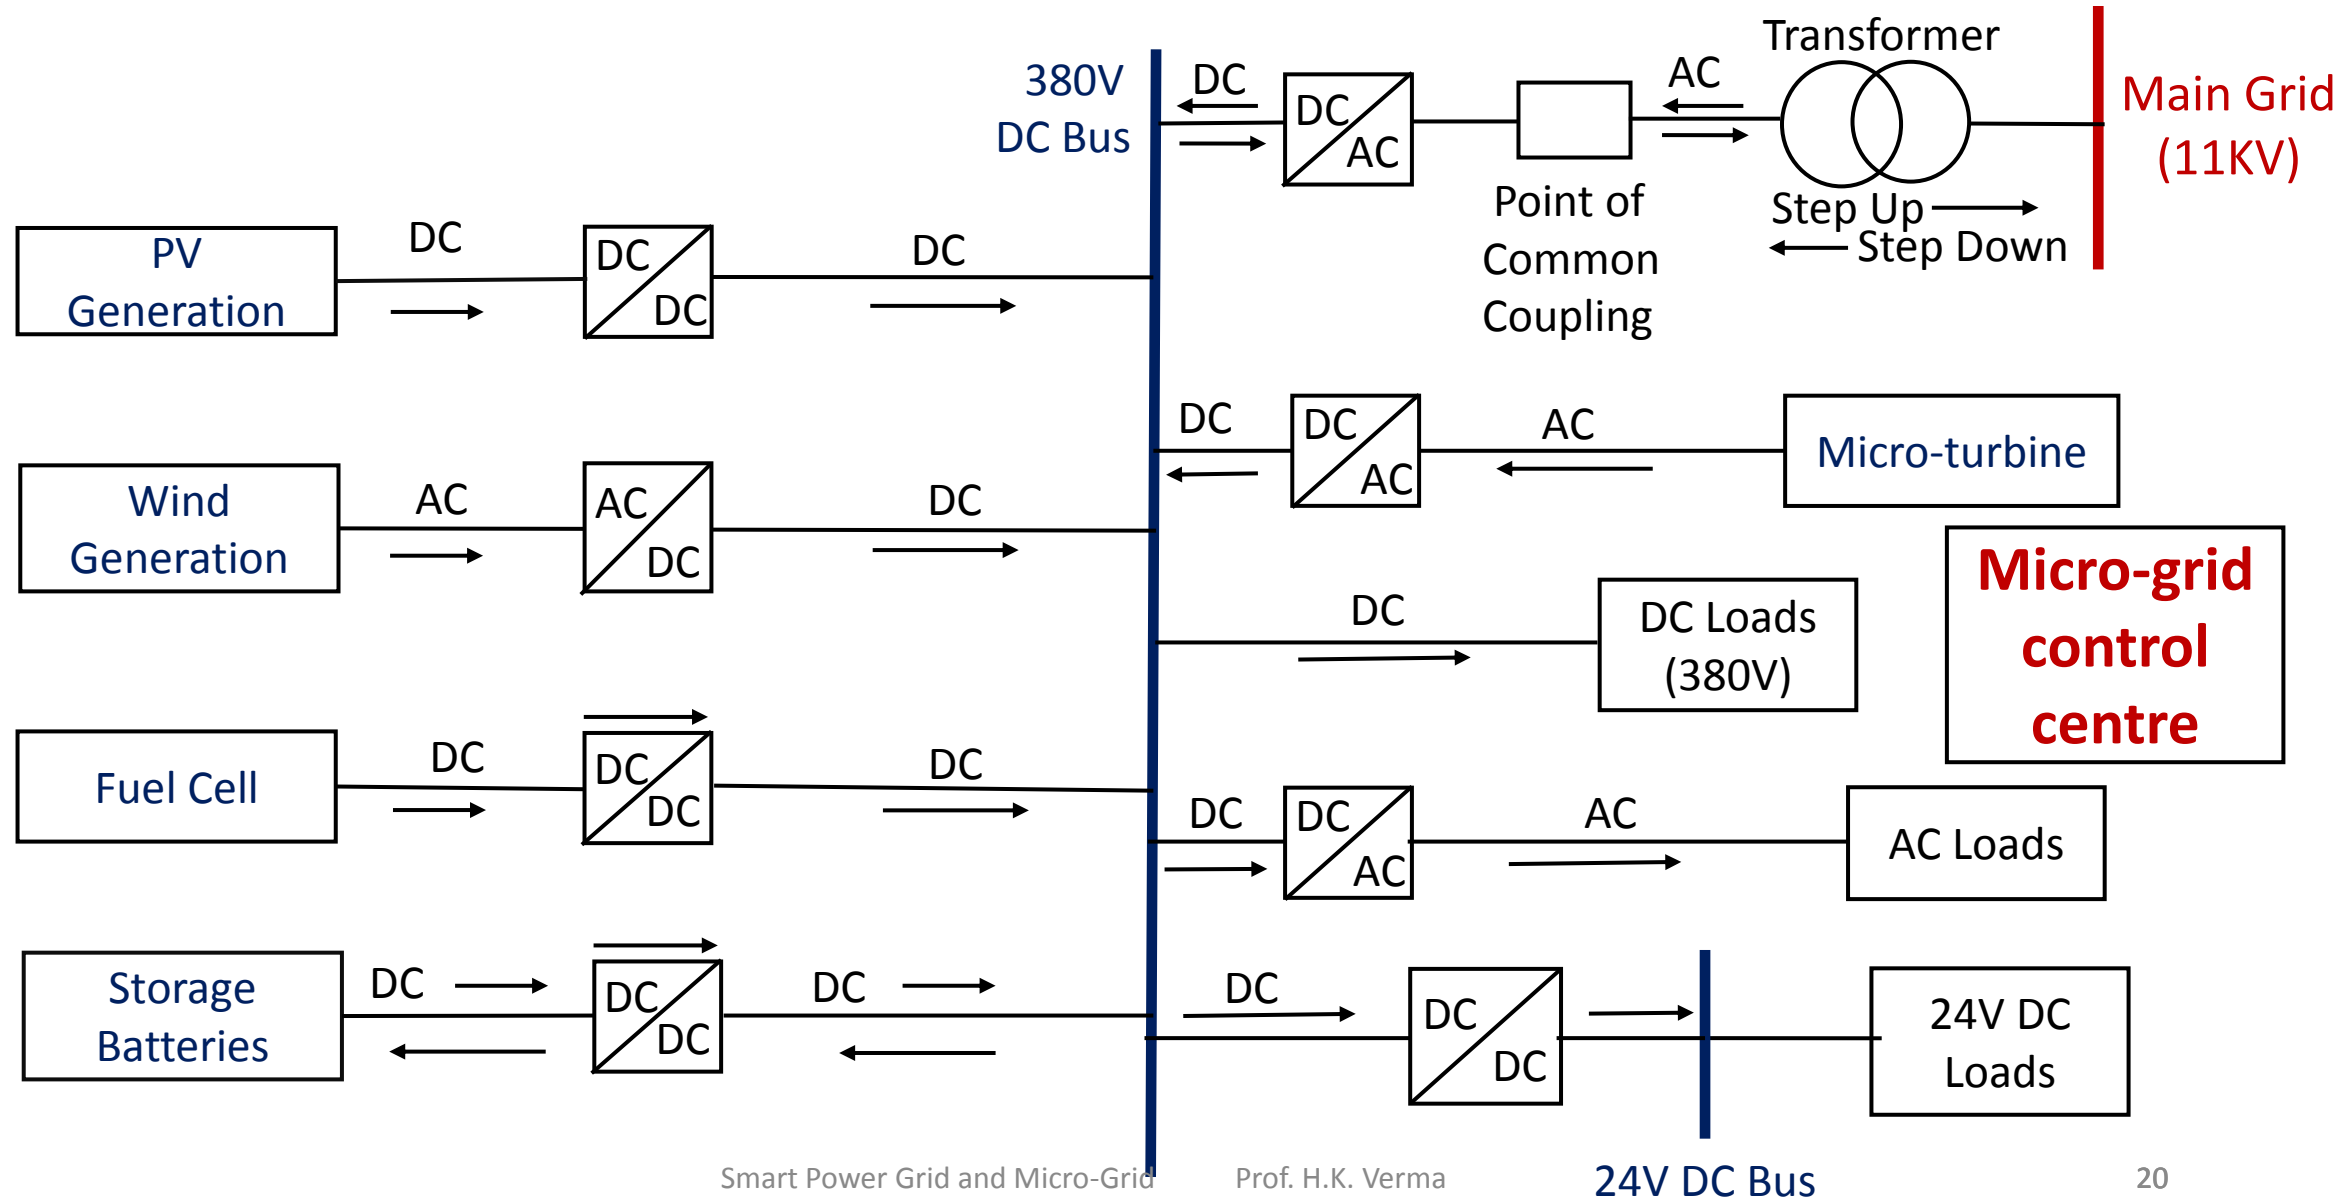 380V
DC Bus
DC
DC
AC
Point of
Common
Coupling
AC
Transformer
Step Up
Step Down
Main Grid
(11KV)
PV
Generation
DC
DC
DC
DC
Wind
Generation
AC
AC
DC
DC
Fuel Cell
DC
DC
DC
DC
Storage
Batteries
DC
DC
DC
DC
DC
DC
AC
AC
Micro-turbine
DC
DC Loads
(380V)
Micro-grid
control
centre
DC
DC
AC
AC
AC Loads
DC
DC
DC
24V DC
Loads
24V DC Bus
Smart Power Grid and Micro-Grid
Prof. H.K. Verma
20